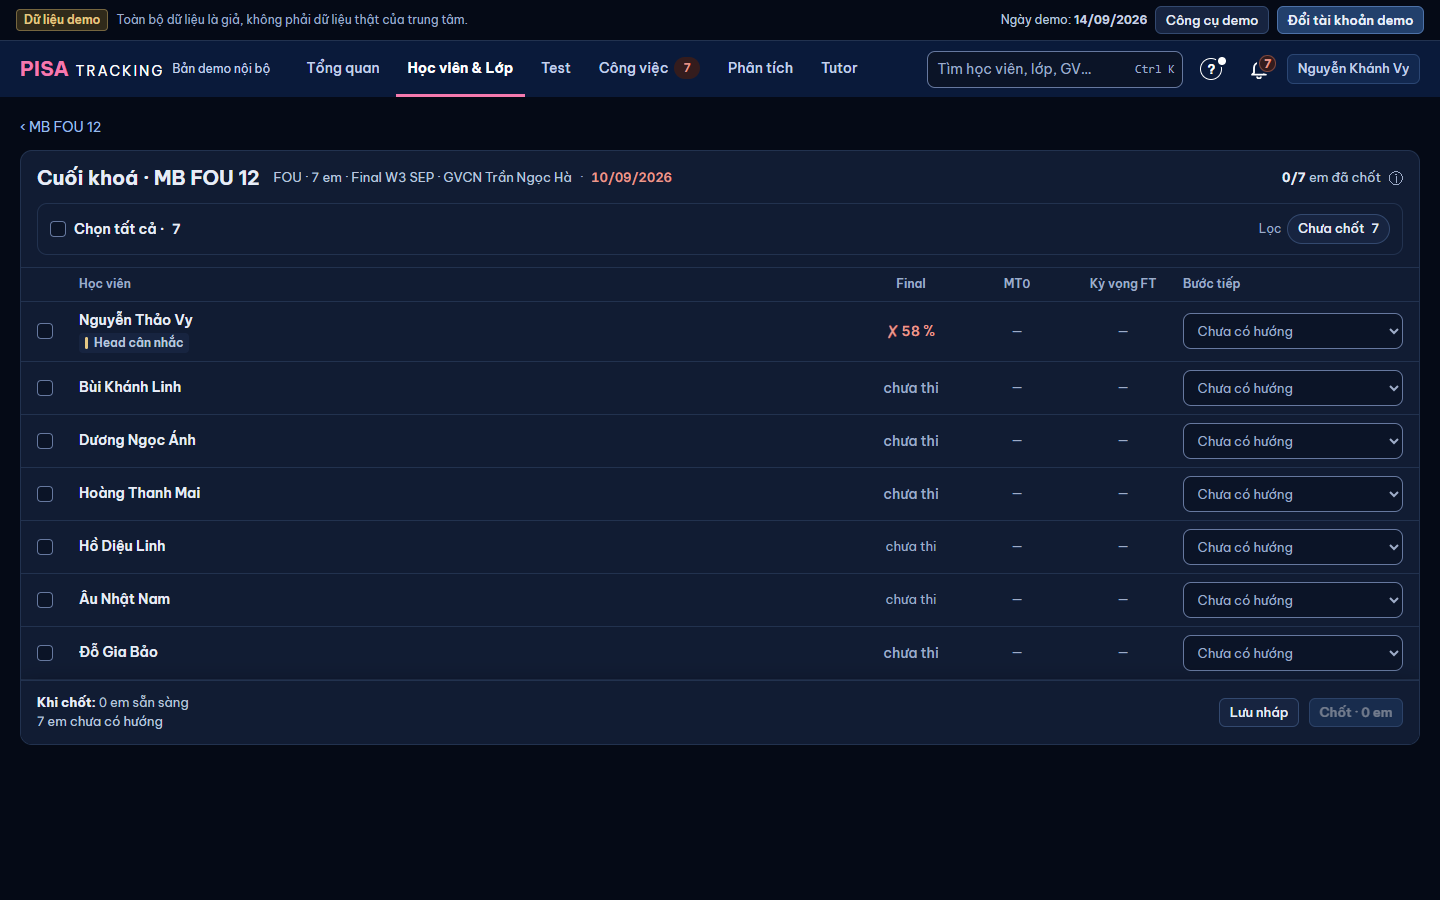 Dữ liệu demo Toàn bộ dữ liệu là giả, không phải dữ liệu thật của trung tâm. Ngày demo: 14/09/2026 Công cụ demo Đổi tài khoản demo
PISA TRACKING Bản demo nội bộ Tổng quan Học viên & Lớp Test Công việc 7 Phân tích Tutor Tìm học viên, lớp, GV... Ctrl K ? 7 Nguyễn Khánh Vy
‹ MB FOU 12
Cuối khoá · MB FOU 12 FOU · 7 em · Final W3 SEP · GVCN Trần Ngọc Hà · 10/09/2026 0/7 em đã chốt
Chọn tất cả · 7 Lọc Chưa chốt 7
Học viên Final MT0 Kỳ vọng FT Bước tiếp
Nguyễn Thảo Vy ✗ 58 % — — Chưa có hướng
Head cân nhắc
Bùi Khánh Linh chưa thi — — Chưa có hướng
Dương Ngọc Ánh chưa thi — — Chưa có hướng
Hoàng Thanh Mai chưa thi — — Chưa có hướng
Hồ Diệu Linh chưa thi — — Chưa có hướng
Âu Nhật Nam chưa thi — — Chưa có hướng
Đỗ Gia Bảo chưa thi — — Chưa có hướng
Khi chốt: 0 em sẵn sàng Lưu nháp Chốt · 0 em
7 em chưa có hướng